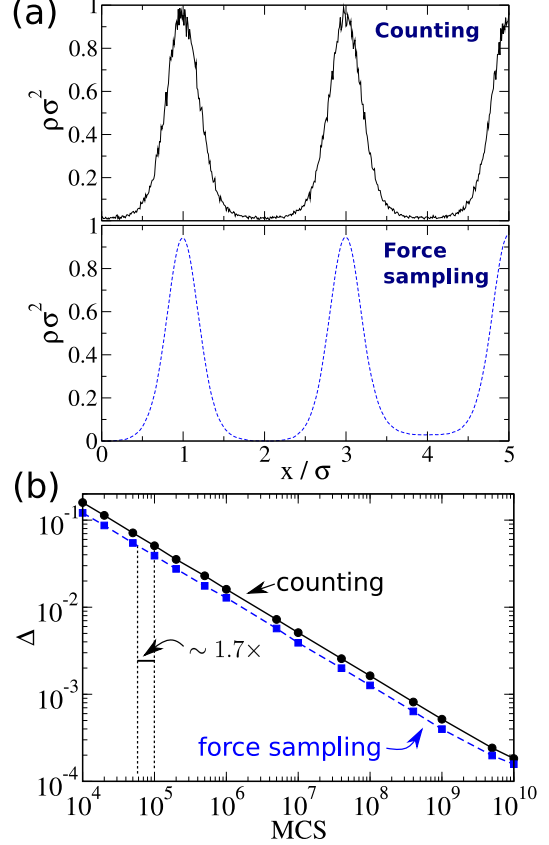 (a)
1
0.8
0.6
0.4
0.2
ρσ²
Counting
1
0.8
0.6
0.4
0.2
0
ρσ²
Force
sampling
0 1 2 3 4 5
x / σ
(b)
10⁻¹
10⁻²
10⁻³
10⁻⁴
Δ
counting
∼ 1.7×
force sampling
10⁴ 10⁵ 10⁶ 10⁷ 10⁸ 10⁹ 10¹⁰
MCS